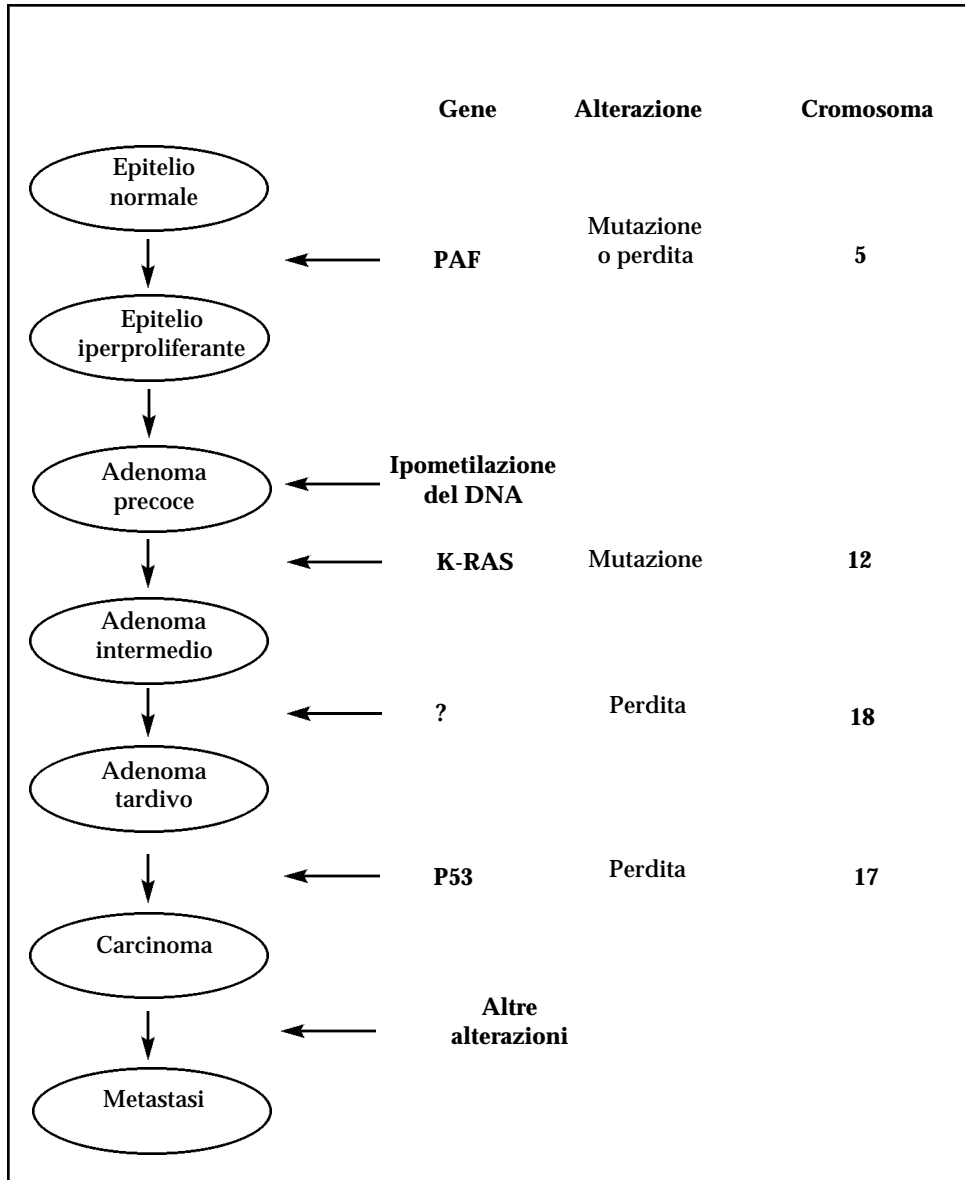 Gene Alterazione Cromosoma
Epitelio
normale
Mutazione
o perdita
PAF
5
Epitelio
iperproliferante
Adenoma
precoce
Ipometilazione
del DNA
K-RAS Mutazione 12
Adenoma
intermedio
? Perdita 18
Adenoma
tardivo
P53 Perdita 17
Carcinoma
Altre
alterazioni
Metastasi